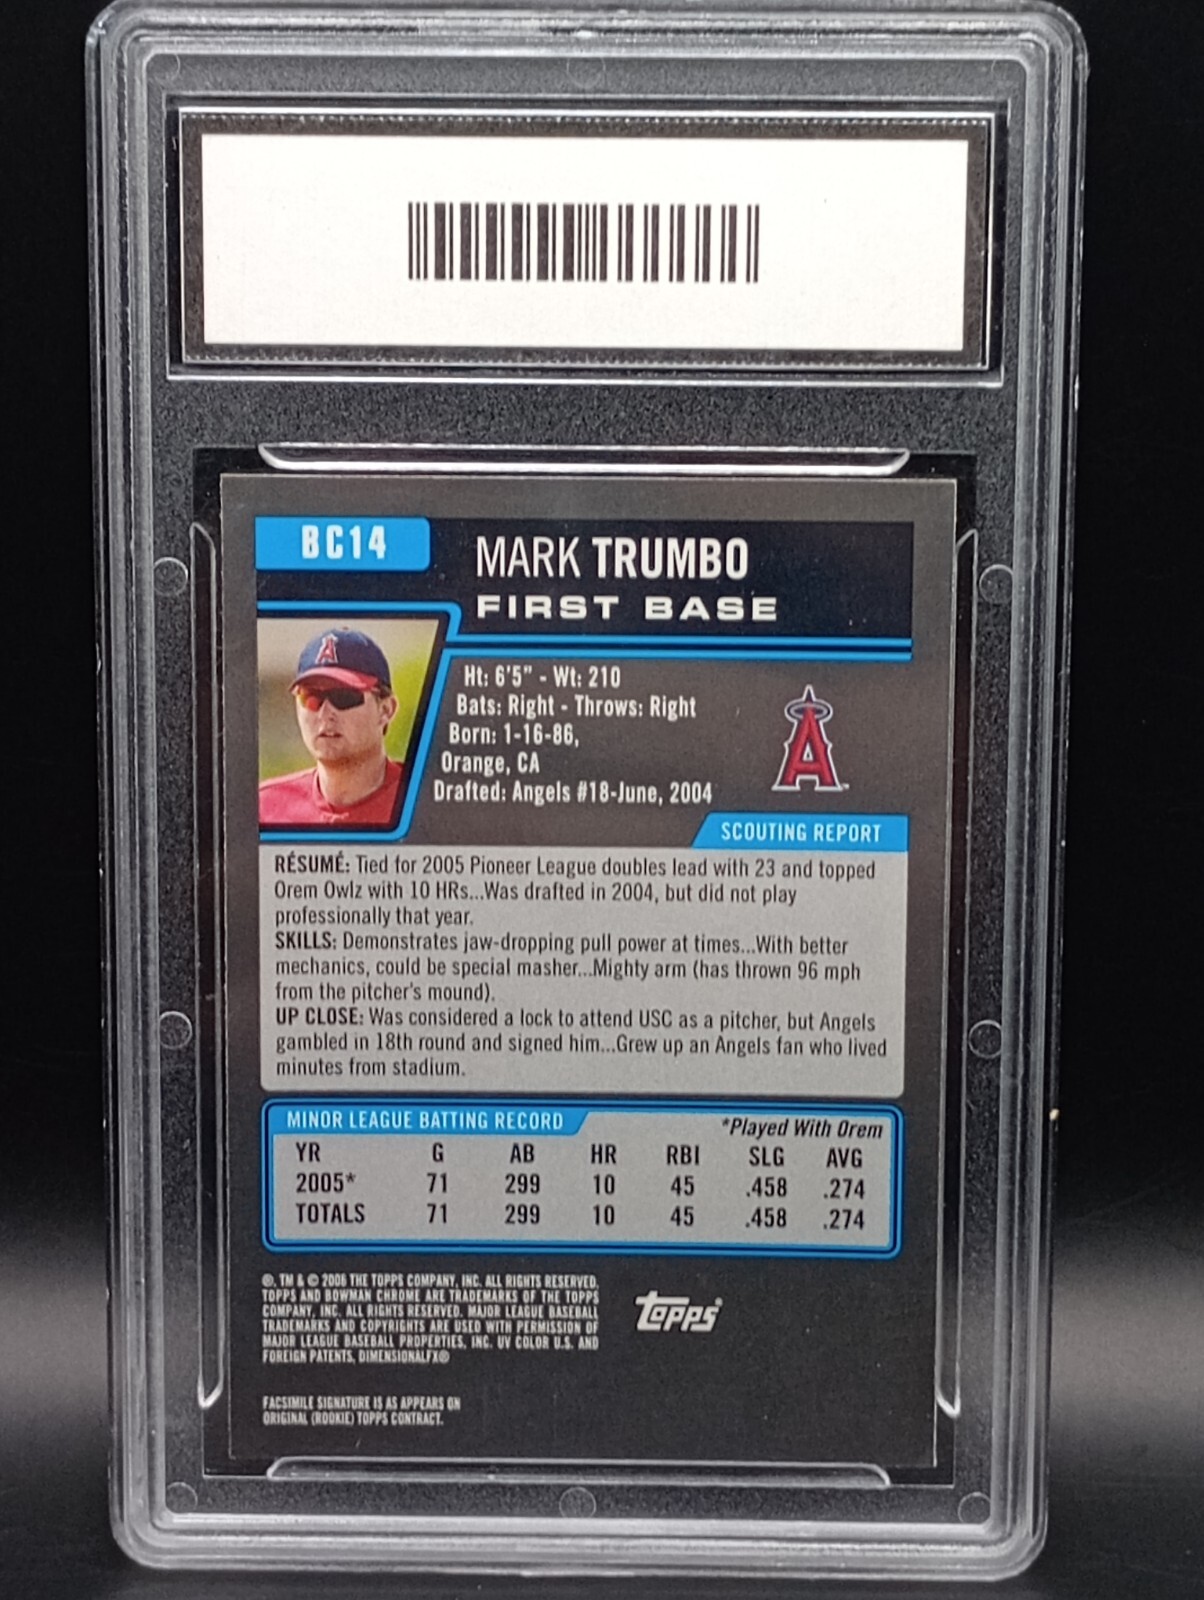 BC14
MARK TRUMBO
FIRST BASE
A
Ht: 6'5" - Wt: 210
Bats: Right - Throws: Right
Born: 1-16-86,
Orange, CA
Drafted: Angels #18-June, 2004
A
SCOUTING REPORT
RÉSUMÉ: Tied for 2005 Pioneer League doubles lead with 23 and topped
Orem Owlz with 10 HRs...Was drafted in 2004, but did not play
professionally that year.
SKILLS: Demonstrates jaw-dropping pull power at times...With better
mechanics, could be special masher...Mighty arm (has thrown 96 mph
from the pitcher's mound).
UP CLOSE: Was considered a lock to attend USC as a pitcher, but Angels
gambled in 18th round and signed him...Grew up an Angels fan who lived
minutes from stadium.
MINOR LEAGUE BATTING RECORD *Played With Orem
YR G AB HR RBI SLG AVG
2005* 71 299 10 45 .458 .274
TOTALS 71 299 10 45 .458 .274
®, TM & © 2006 THE TOPPS COMPANY, INC. ALL RIGHTS RESERVED.
TOPPS AND BOWMAN CHROME ARE TRADEMARKS OF THE TOPPS
COMPANY, INC. ALL RIGHTS RESERVED. MAJOR LEAGUE BASEBALL
TRADEMARKS AND COPYRIGHTS ARE USED WITH PERMISSION OF
MAJOR LEAGUE BASEBALL PROPERTIES, INC. UV COLOR U.S. AND
FOREIGN PATENTS, DIMENSIONALFX®
Topps®
FACSIMILE SIGNATURE IS AS APPEARS ON
ORIGINAL (ROOKIE) TOPPS CONTRACT.